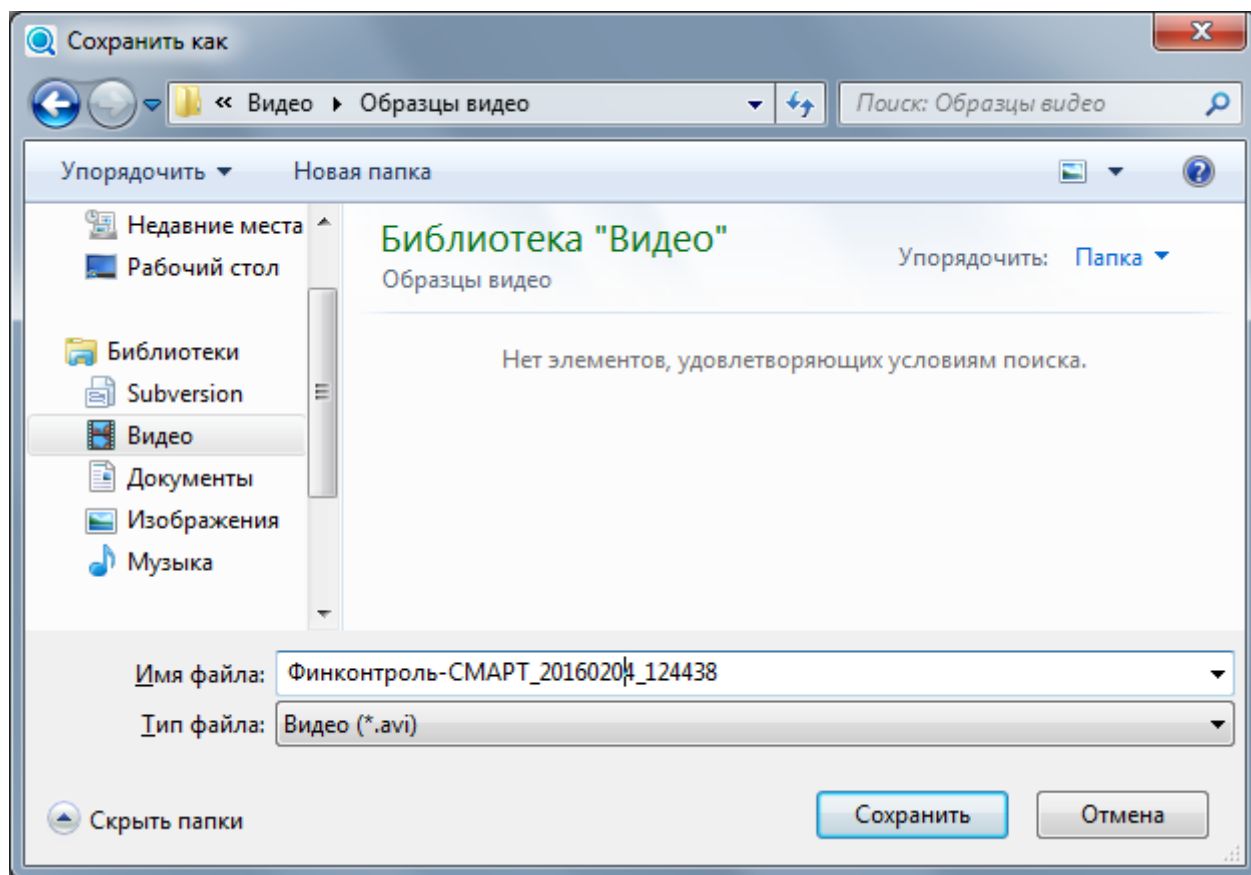 Сохранить как
« Видео Образцы видео
Поиск: Образцы видео
Упорядочить Новая папка
Недавние места
Рабочий стол
Библиотеки
Subversion
Видео
Документы
Изображения
Музыка
Библиотека "Видео"
Образцы видео
Упорядочить: Папка
Нет элементов, удовлетворяющих условиям поиска.
Имя файла: Финконтроль-СМАРТ_20160204_124438
Тип файла: Видео (*.avi)
Скрыть папки
Сохранить Отмена